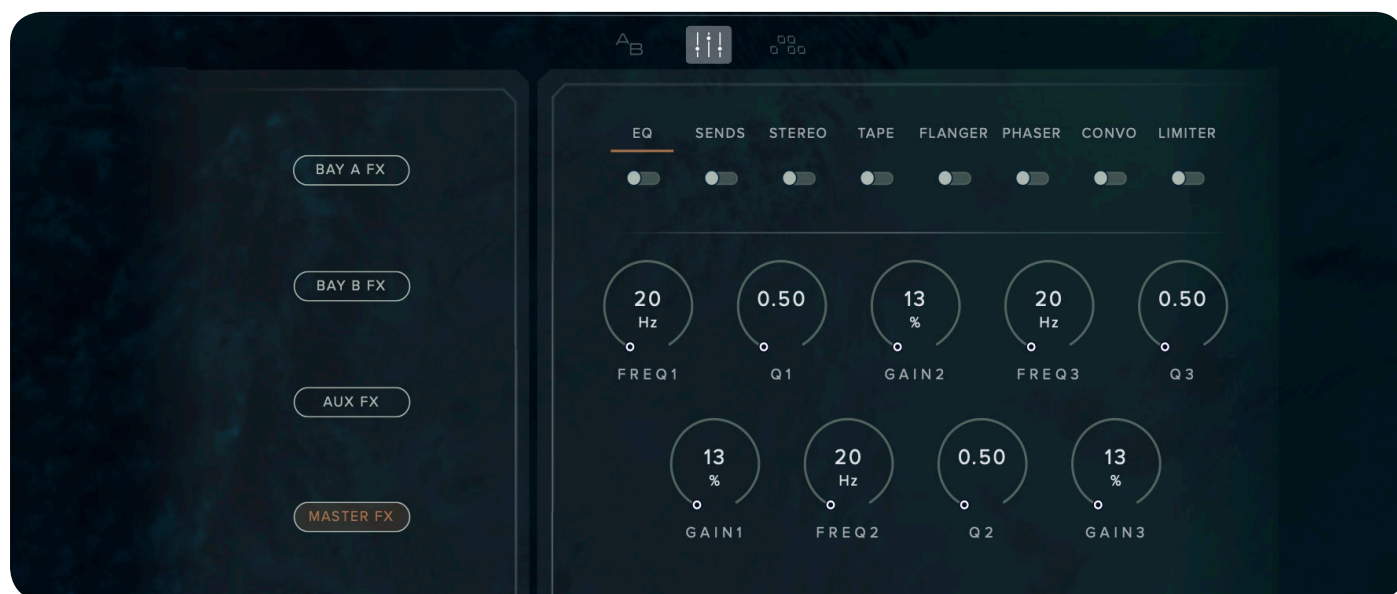 AB
EQ SENDS STEREO TAPE FLANGER PHASER CONVO LIMITER
BAY A FX
BAY B FX
AUX FX
MASTER FX
20 0.50 13 20 0.50
Hz % Hz
FREQ1 Q1 GAIN2 FREQ3 Q3
13 20 0.50 13
% Hz %
GAIN1 FREQ2 Q2 GAIN3